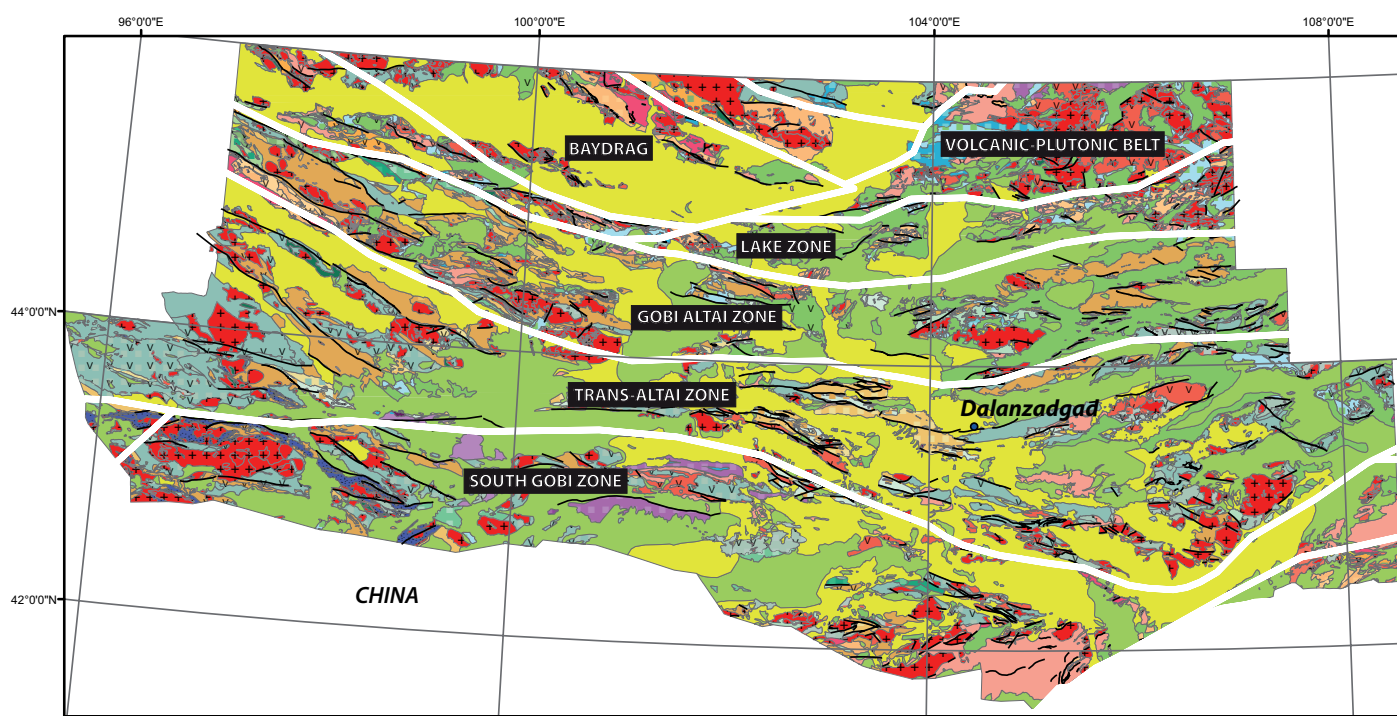 96°0'0"E
100°0'0"E
104°0'0"E
108°0'0"E
BAYDRAG
VOLCANIC-PLUTONIC BELT
LAKE ZONE
44°0'0"N
GOBI ALTAI ZONE
TRANS-ALTAI ZONE
Dalanzadgad
SOUTH GOBI ZONE
42°0'0"N
CHINA